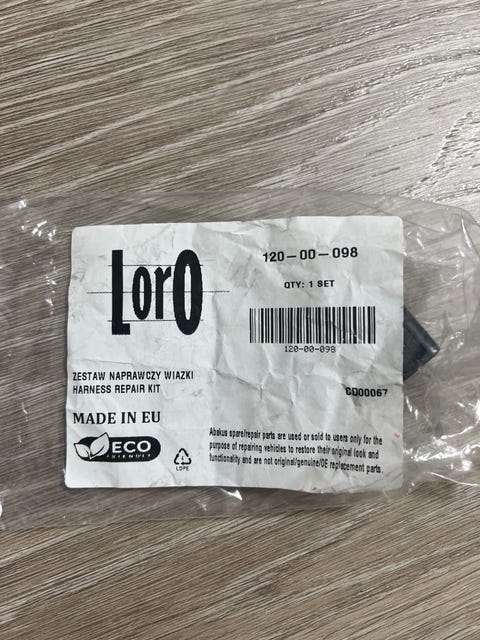 LorO
120-00-098
QTY: 1 SET
120-00-098
ZESTAW NAPRAWCZY WIAZKI
HARNESS REPAIR KIT
CD00067
MADE IN EU
ECO
FRIENDLY
LDPE
Abakus spare/repair parts are used or sold to users only for the
purpose of repairing vehicles to restore their original look and
functionality and are not original/genuine/OE replacement parts.